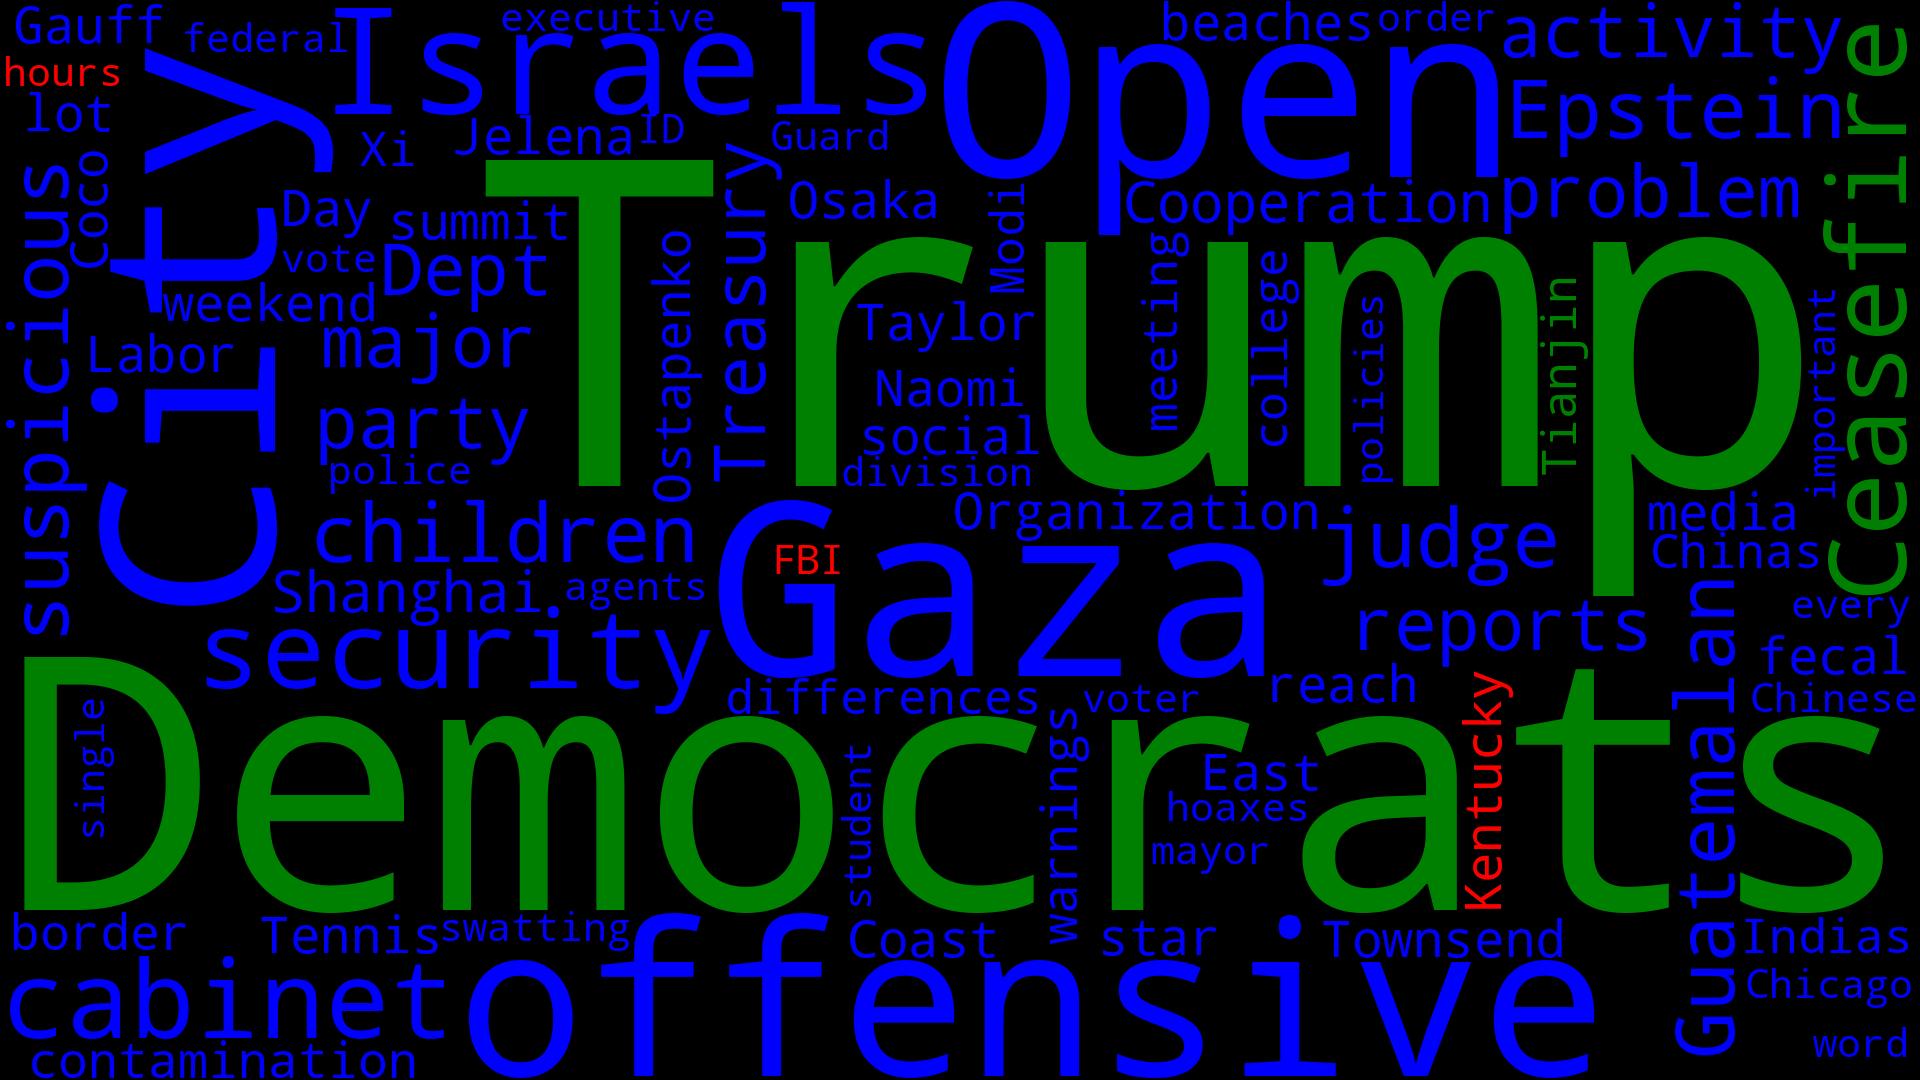 Gauff
federal
executive
Israels
Open
beaches
order
activity
hours
lot
City
Xi
Jelena
ID
Guard
Epstein
Ceasefire
suspicious
Coco
Day
summit
Treasury
Osaka
Modi
Cooperation
problem
vote
Dept
Trump
weekend
Labor
major
Ostapenko
Taylor
meeting
college
policies
Tianjin
important
party
Naomi
social
police
division
children
Gaza
FBI
Organization
judge
media
Chinas
Shanghai
agents
security
reports
every
Guatemalan
fecal
differences
voter
reach
Chinese
Democrats
single
student
warnings
East
hoaxes
mayor
Kentucky
border
Tennis
swatting
Coast
star
Townsend
Indias
cabinet
offensive
Chicago
contamination
word